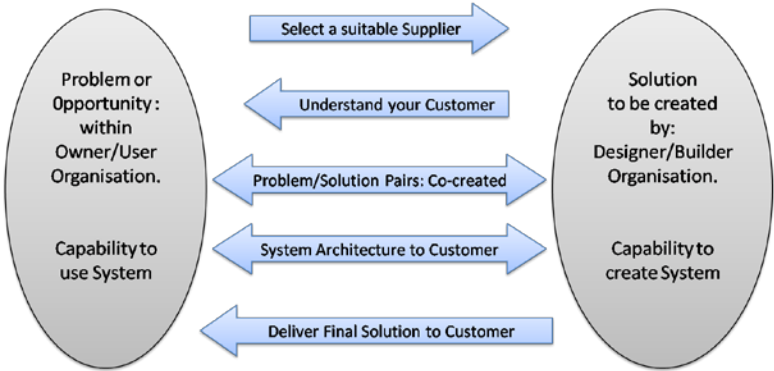 Problem or
0pportunity :
within
Owner/User
Organisation.
Capability to
use System
Select a suitable Supplier
Understand your Customer
Problem/Solution Pairs: Co-created
System Architecture to Customer
Deliver Final Solution to Customer
Solution
to be created
by:
Designer/Builder
Organisation.
Capability to
create System